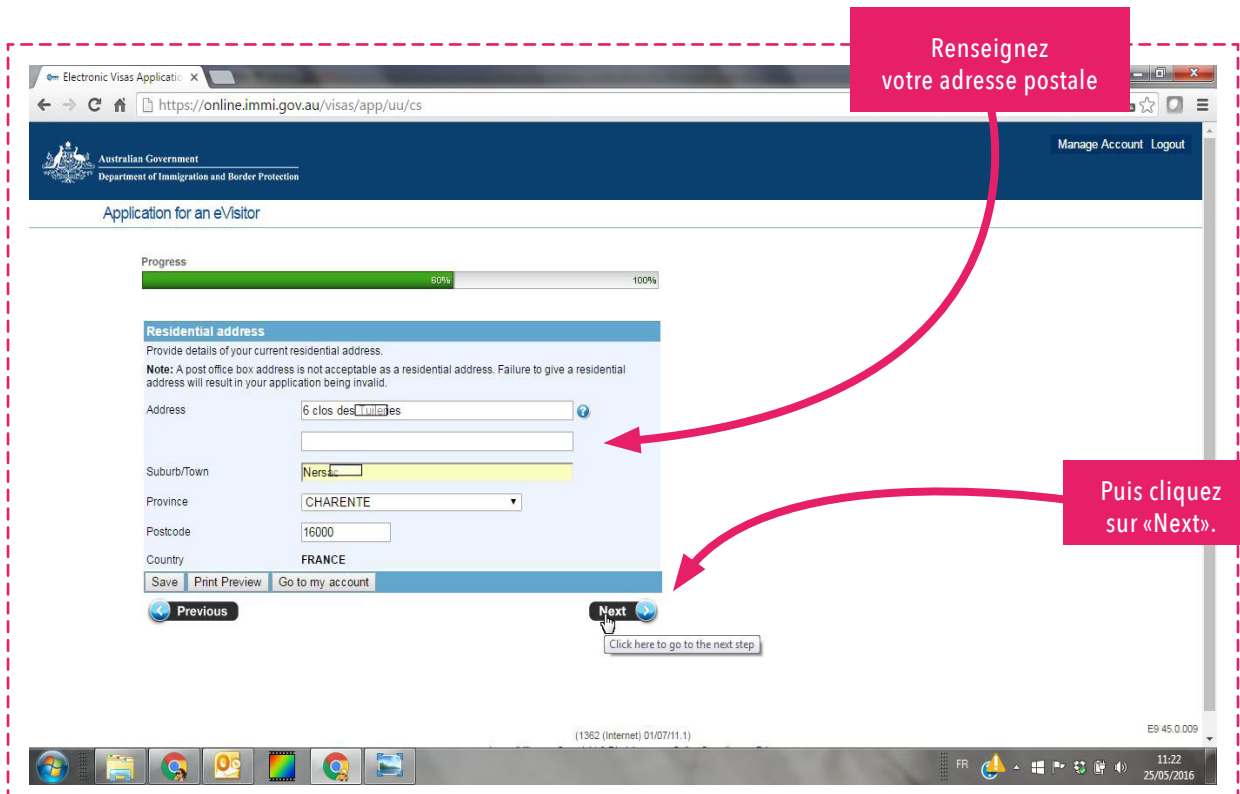 Renseignez
votre adresse postale
Electronic Visas Applicatio
https://online.immi.gov.au/visas/app/uu/cs
Australian Government
Department of Immigration and Border Protection
Manage Account Logout
Application for an eVisitor
Progress
60% 100%
Residential address
Provide details of your current residential address.
Note: A post office box address is not acceptable as a residential address. Failure to give a residential
address will result in your application being invalid.
Address 6 clos des Tuileries
Suburb/Town Nersac
Province CHARENTE
Postcode 16000
Country FRANCE
Save Print Preview Go to my account
Previous Next
Click here to go to the next step
Puis cliquez
sur «Next».
(1362 (Internet) 01/07/11.1)
E9 45.0.009
FR
11:22
25/05/2016